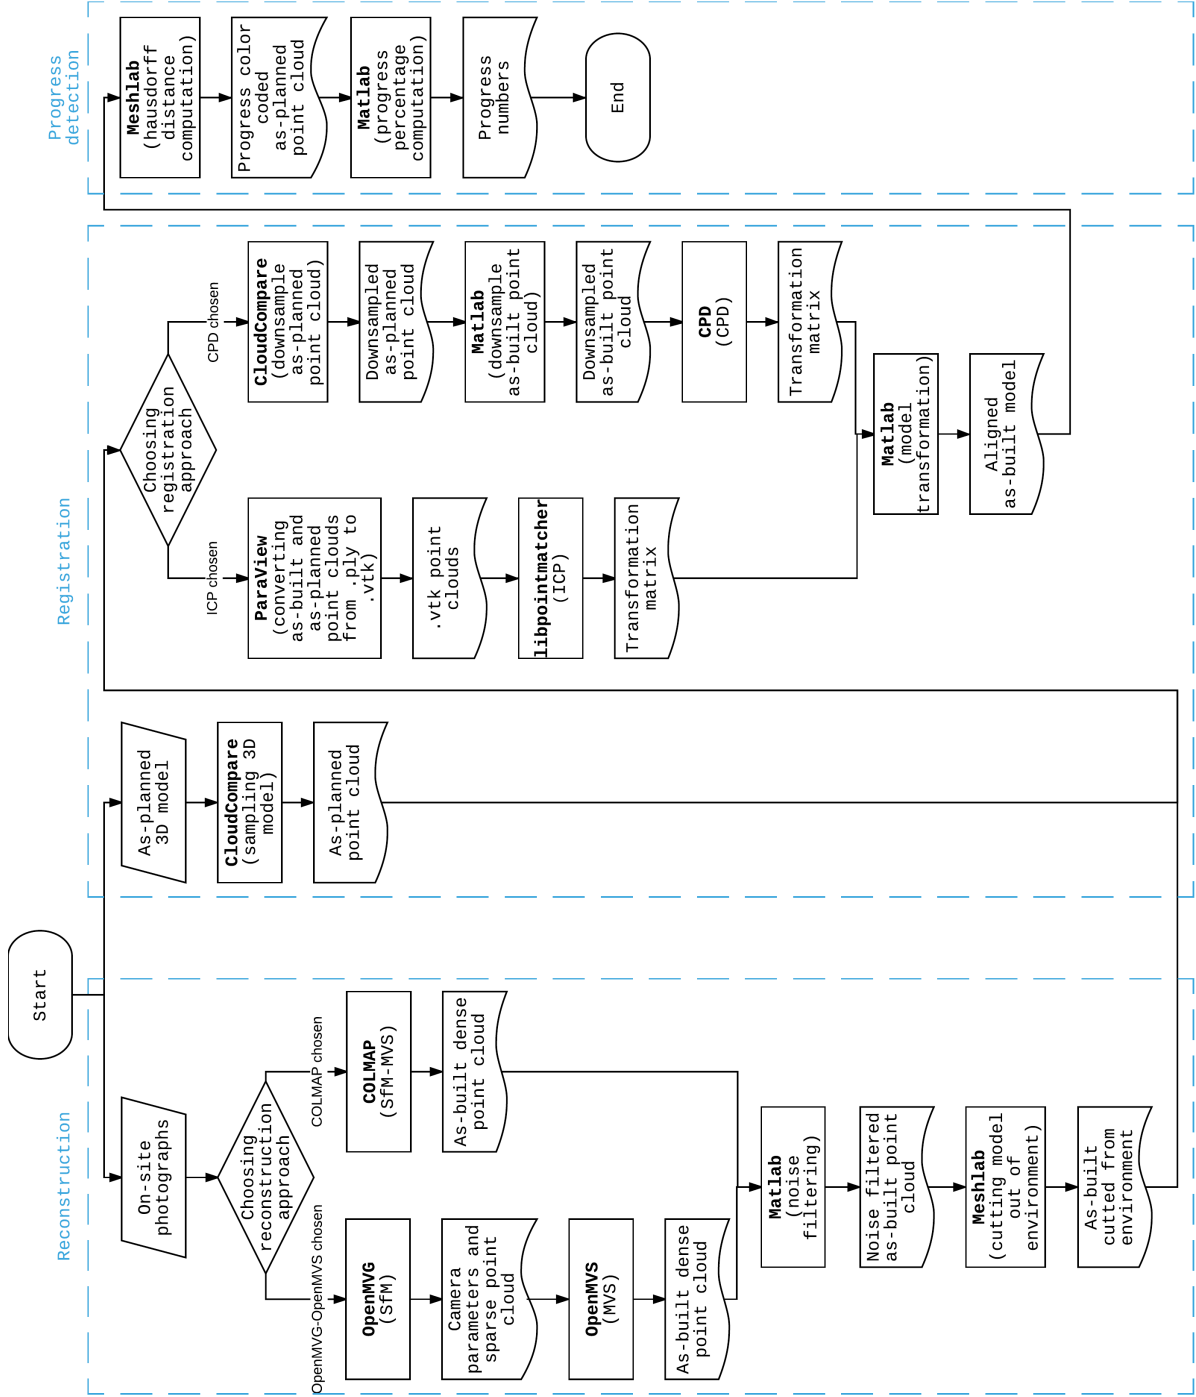 Start
Reconstruction
On-site
photographs
Choosing
reconstruction
approach
OpenMVG-OpenMVS chosen
COLMAP chosen
OpenMVG
(SfM)
Camera
parameters and
sparse point
cloud
OpenMVS
(MVS)
As-built dense
point cloud
COLMAP
(SfM-MVS)
As-built dense
point cloud
Matlab
(noise
filtering)
Noise filtered
as-built point
cloud
Meshlab
(cutting model
out of
environment)
As-built
cutted from
environment
Registration
As-planned
3D model
CloudCompare
(sampling 3D
model)
As-planned
point cloud
Choosing
registration
approach
ICP chosen
CPD chosen
ParaView
(converting
as-built and
as-planned
point clouds
from .ply to
.vtk)
.vtk point
clouds
libpointmatcher
(ICP)
Transformation
matrix
CloudCompare
(downsample
as-planned
point cloud)
Downsampled
as-planned
point cloud
Matlab
(downsample
as-built point
cloud)
Downsampled
as-built point
cloud
CPD
(CPD)
Transformation
matrix
Matlab
(model
transformation)
Aligned
as-built model
Progress
detection
Meshlab
(hausdorff
distance
computation)
Progress color
coded
as-planned
point cloud
Matlab
(progress
percentage
computation)
Progress
numbers
End